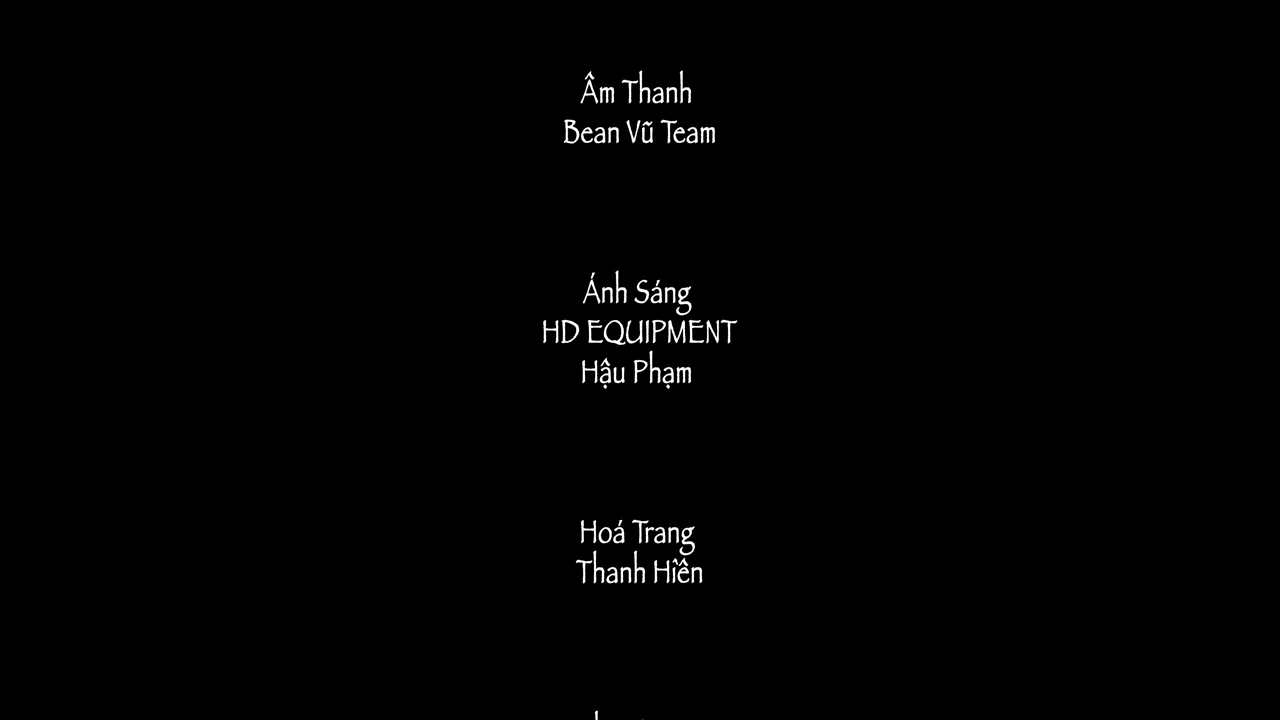 Âm Thanh
Bean Vũ Team
Ánh Sáng
HD EQUIPMENT
Hậu Phạm
Hoá Trang
Thanh Hiền